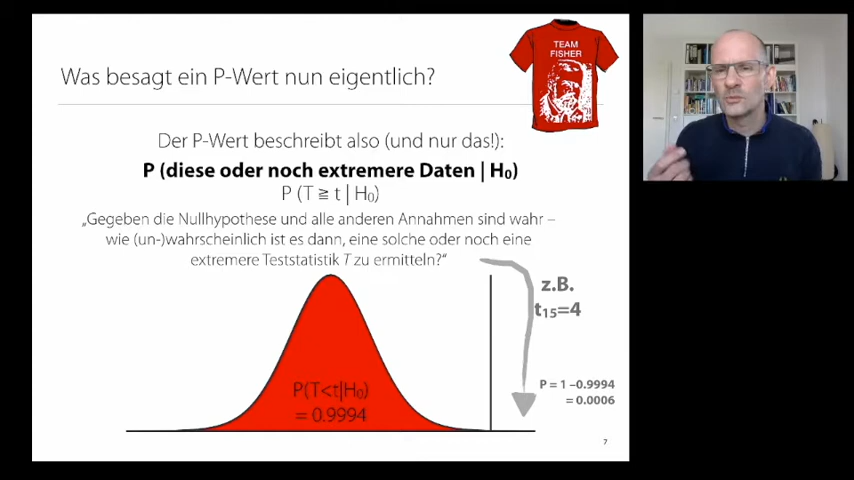 TEAM
FISHER
Was besagt ein P-Wert nun eigentlich?
Der P-Wert beschreibt also (und nur das!):
P (diese oder noch extremere Daten | H₀)
P (T ≧ t | H₀)
„Gegeben die Nullhypothese und alle anderen Annahmen sind wahr –
wie (un-)wahrscheinlich ist es dann, eine solche oder noch eine
extremere Teststatistik T zu ermitteln?“
z.B.
t₁₅=4
P(T<t|H₀)
= 0.9994
P = 1 –0.9994
= 0.0006
7